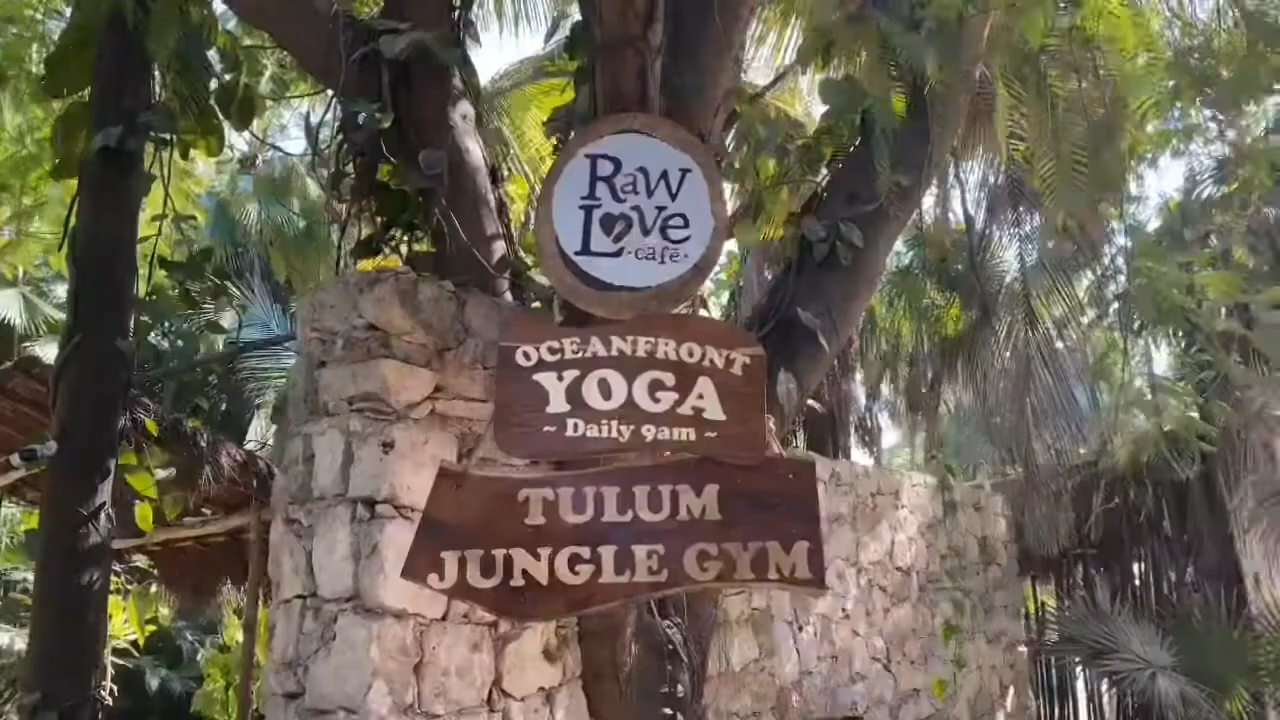 Raw
Love
·café·
OCEANFRONT
YOGA
~ Daily 9am ~
TULUM
JUNGLE GYM